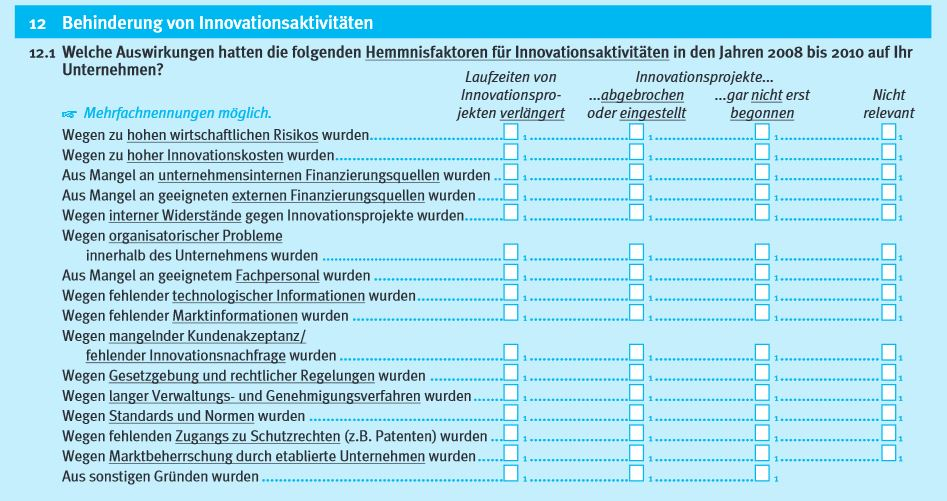 12 Behinderung von Innovationsaktivitäten
12.1 Welche Auswirkungen hatten die folgenden Hemmnisfaktoren für Innovationsaktivitäten in den Jahren 2008 bis 2010 auf Ihr
Unternehmen?
Laufzeiten von Innovationsprojekte...
Innovationspro- ...abgebrochen ...gar nicht erst Nicht
☞ Mehrfachnennungen möglich. jekten verlängert oder eingestellt begonnen relevant
Wegen zu hohen wirtschaftlichen Risikos wurden 1 1 1 1
Wegen zu hoher Innovationskosten wurden 1 1 1 1
Aus Mangel an unternehmensinternen Finanzierungsquellen wurden 1 1 1 1
Aus Mangel an geeigneten externen Finanzierungsquellen wurden 1 1 1 1
Wegen interner Widerstände gegen Innovationsprojekte wurden 1 1 1 1
Wegen organisatorischer Probleme
innerhalb des Unternehmens wurden 1 1 1 1
Aus Mangel an geeignetem Fachpersonal wurden 1 1 1 1
Wegen fehlender technologischer Informationen wurden 1 1 1 1
Wegen fehlender Marktinformationen wurden 1 1 1 1
Wegen mangelnder Kundenakzeptanz/
fehlender Innovationsnachfrage wurden 1 1 1 1
Wegen Gesetzgebung und rechtlicher Regelungen wurden 1 1 1 1
Wegen langer Verwaltungs- und Genehmigungsverfahren wurden 1 1 1 1
Wegen Standards und Normen wurden 1 1 1 1
Wegen fehlenden Zugangs zu Schutzrechten (z.B. Patenten) wurden 1 1 1 1
Wegen Marktbeherrschung durch etablierte Unternehmen wurden 1 1 1 1
Aus sonstigen Gründen wurden 1 1 1